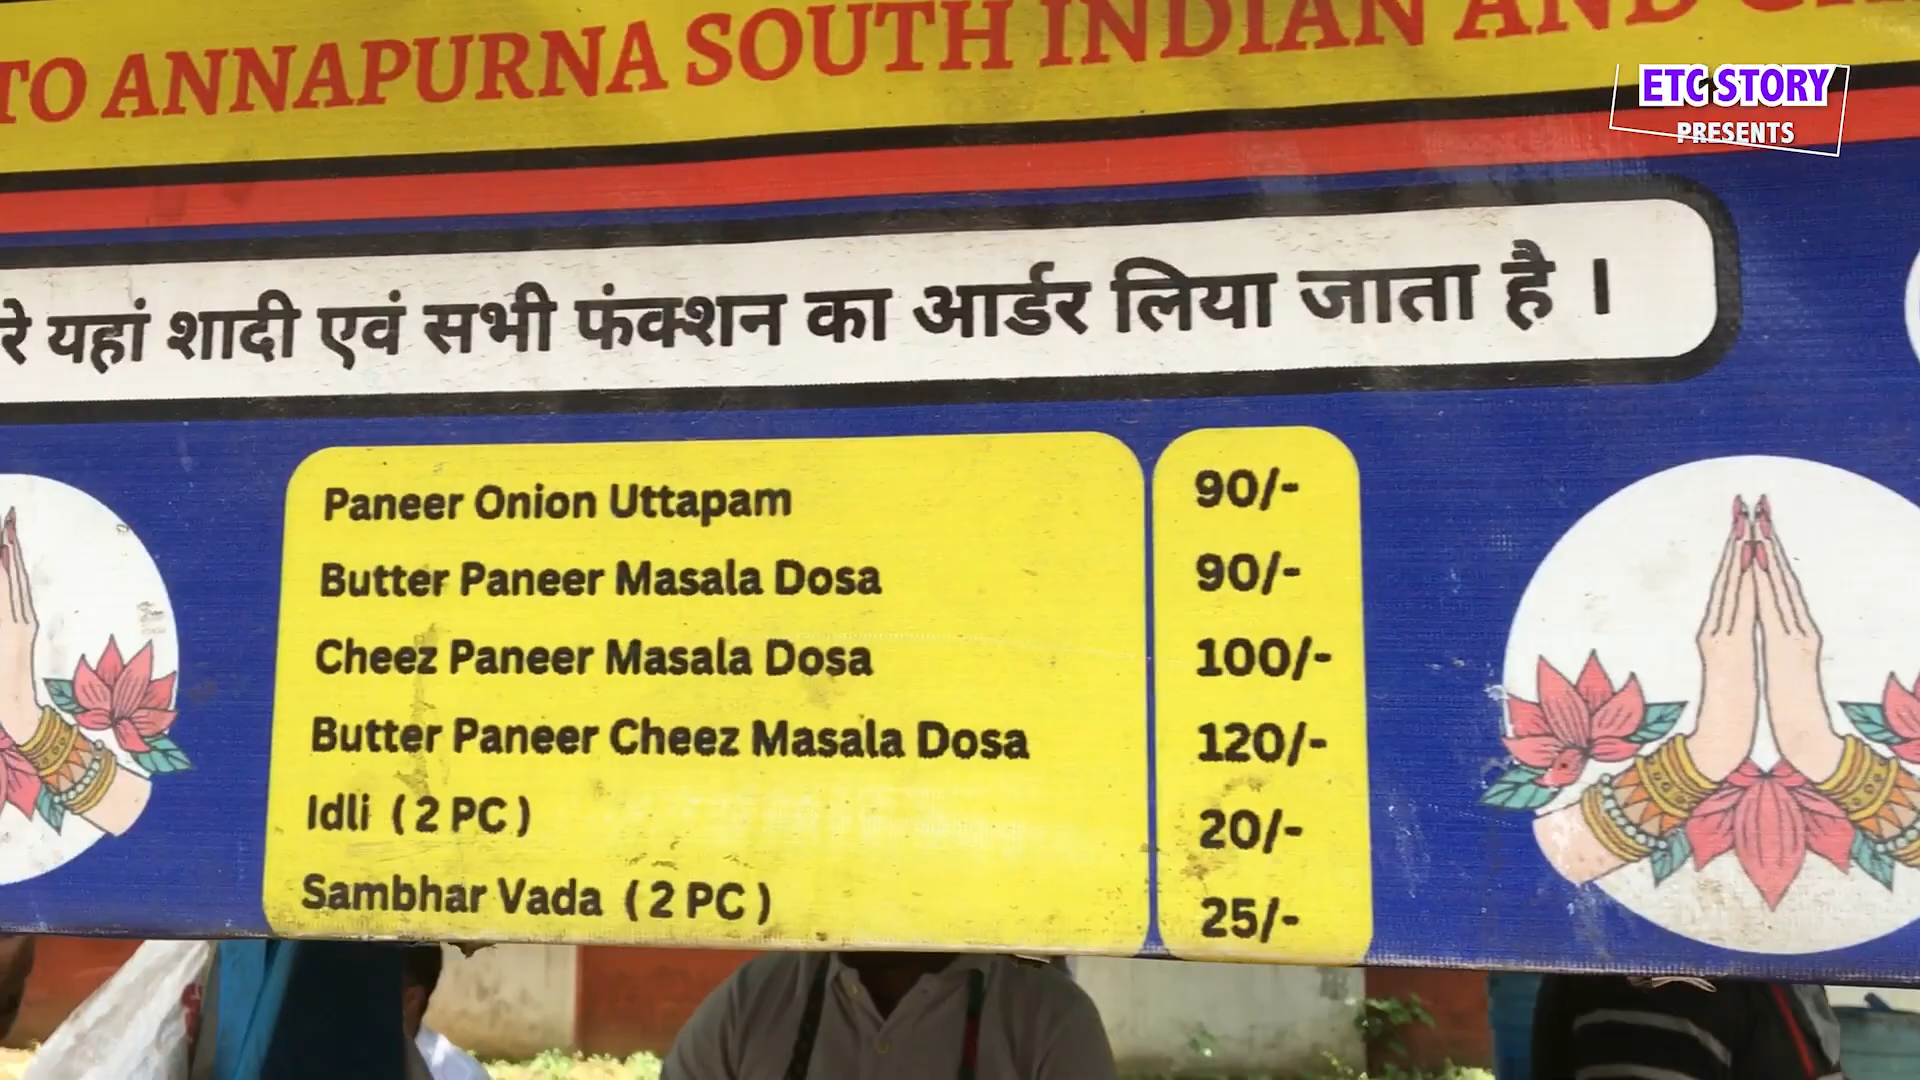 TO ANNAPURNA SOUTH INDIAN AND
ETC STORY
PRESENTS
यहां शादी एवं सभी फंक्शन का आर्डर लिया जाता है ।
Paneer Onion Uttapam 90/-
Butter Paneer Masala Dosa 90/-
Cheez Paneer Masala Dosa 100/-
Butter Paneer Cheez Masala Dosa 120/-
Idli ( 2 PC ) 20/-
Sambhar Vada ( 2 PC ) 25/-